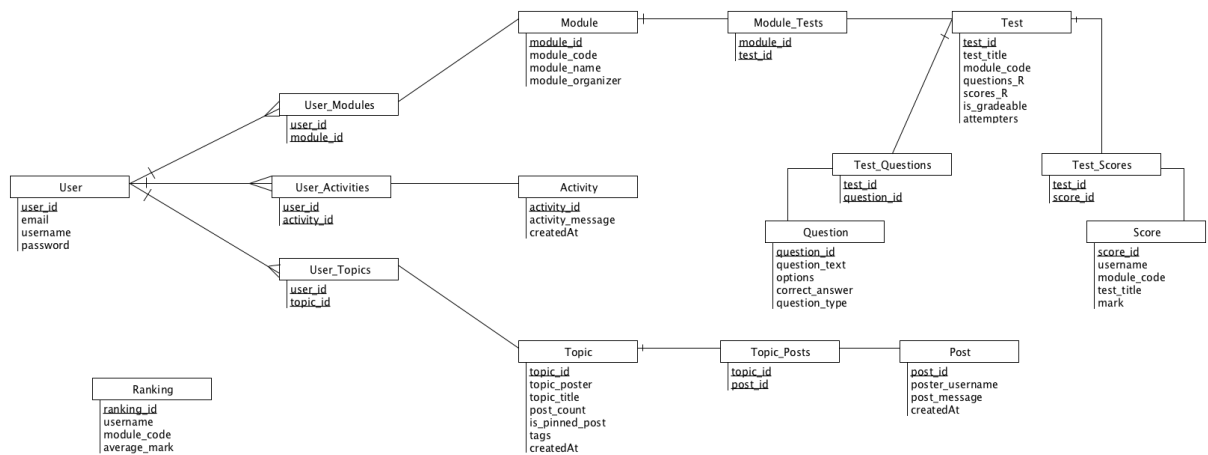 Module
module_id
module_code
module_name
module_organizer
Module_Tests
module_id
test_id
Test
test_id
test_title
module_code
questions_R
scores_R
is_gradeable
attempters
User_Modules
user_id
module_id
Test_Questions
test_id
question_id
Test_Scores
test_id
score_id
User
user_id
email
username
password
User_Activities
user_id
activity_id
Activity
activity_id
activity_message
createdAt
Question
question_id
question_text
options
correct_answer
question_type
Score
score_id
username
module_code
test_title
mark
User_Topics
user_id
topic_id
Topic
topic_id
topic_poster
topic_title
post_count
is_pinned_post
tags
createdAt
Topic_Posts
topic_id
post_id
Post
post_id
poster_username
post_message
createdAt
Ranking
ranking_id
username
module_code
average_mark